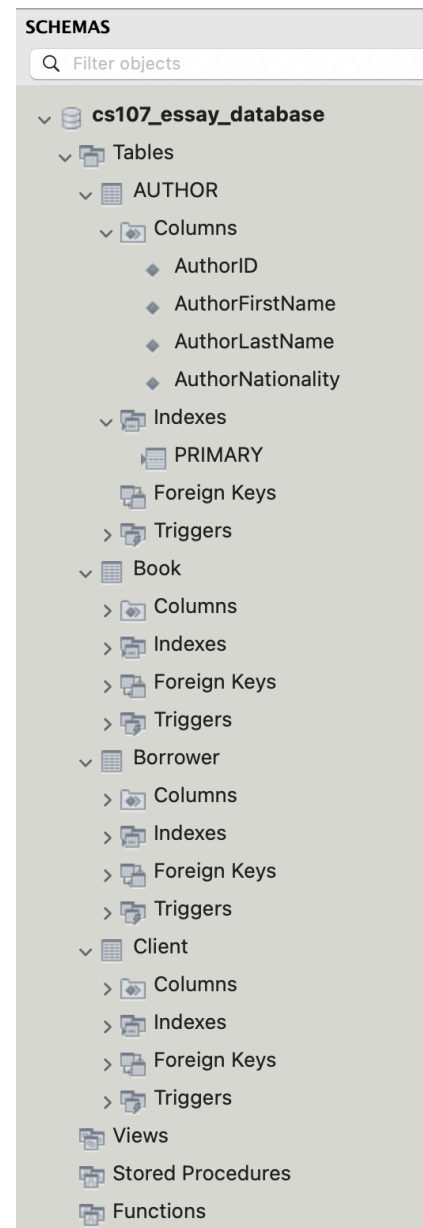 SCHEMAS
Filter objects
cs107_essay_database
Tables
AUTHOR
Columns
AuthorID
AuthorFirstName
AuthorLastName
AuthorNationality
Indexes
PRIMARY
Foreign Keys
Triggers
Book
Columns
Indexes
Foreign Keys
Triggers
Borrower
Columns
Indexes
Foreign Keys
Triggers
Client
Columns
Indexes
Foreign Keys
Triggers
Views
Stored Procedures
Functions